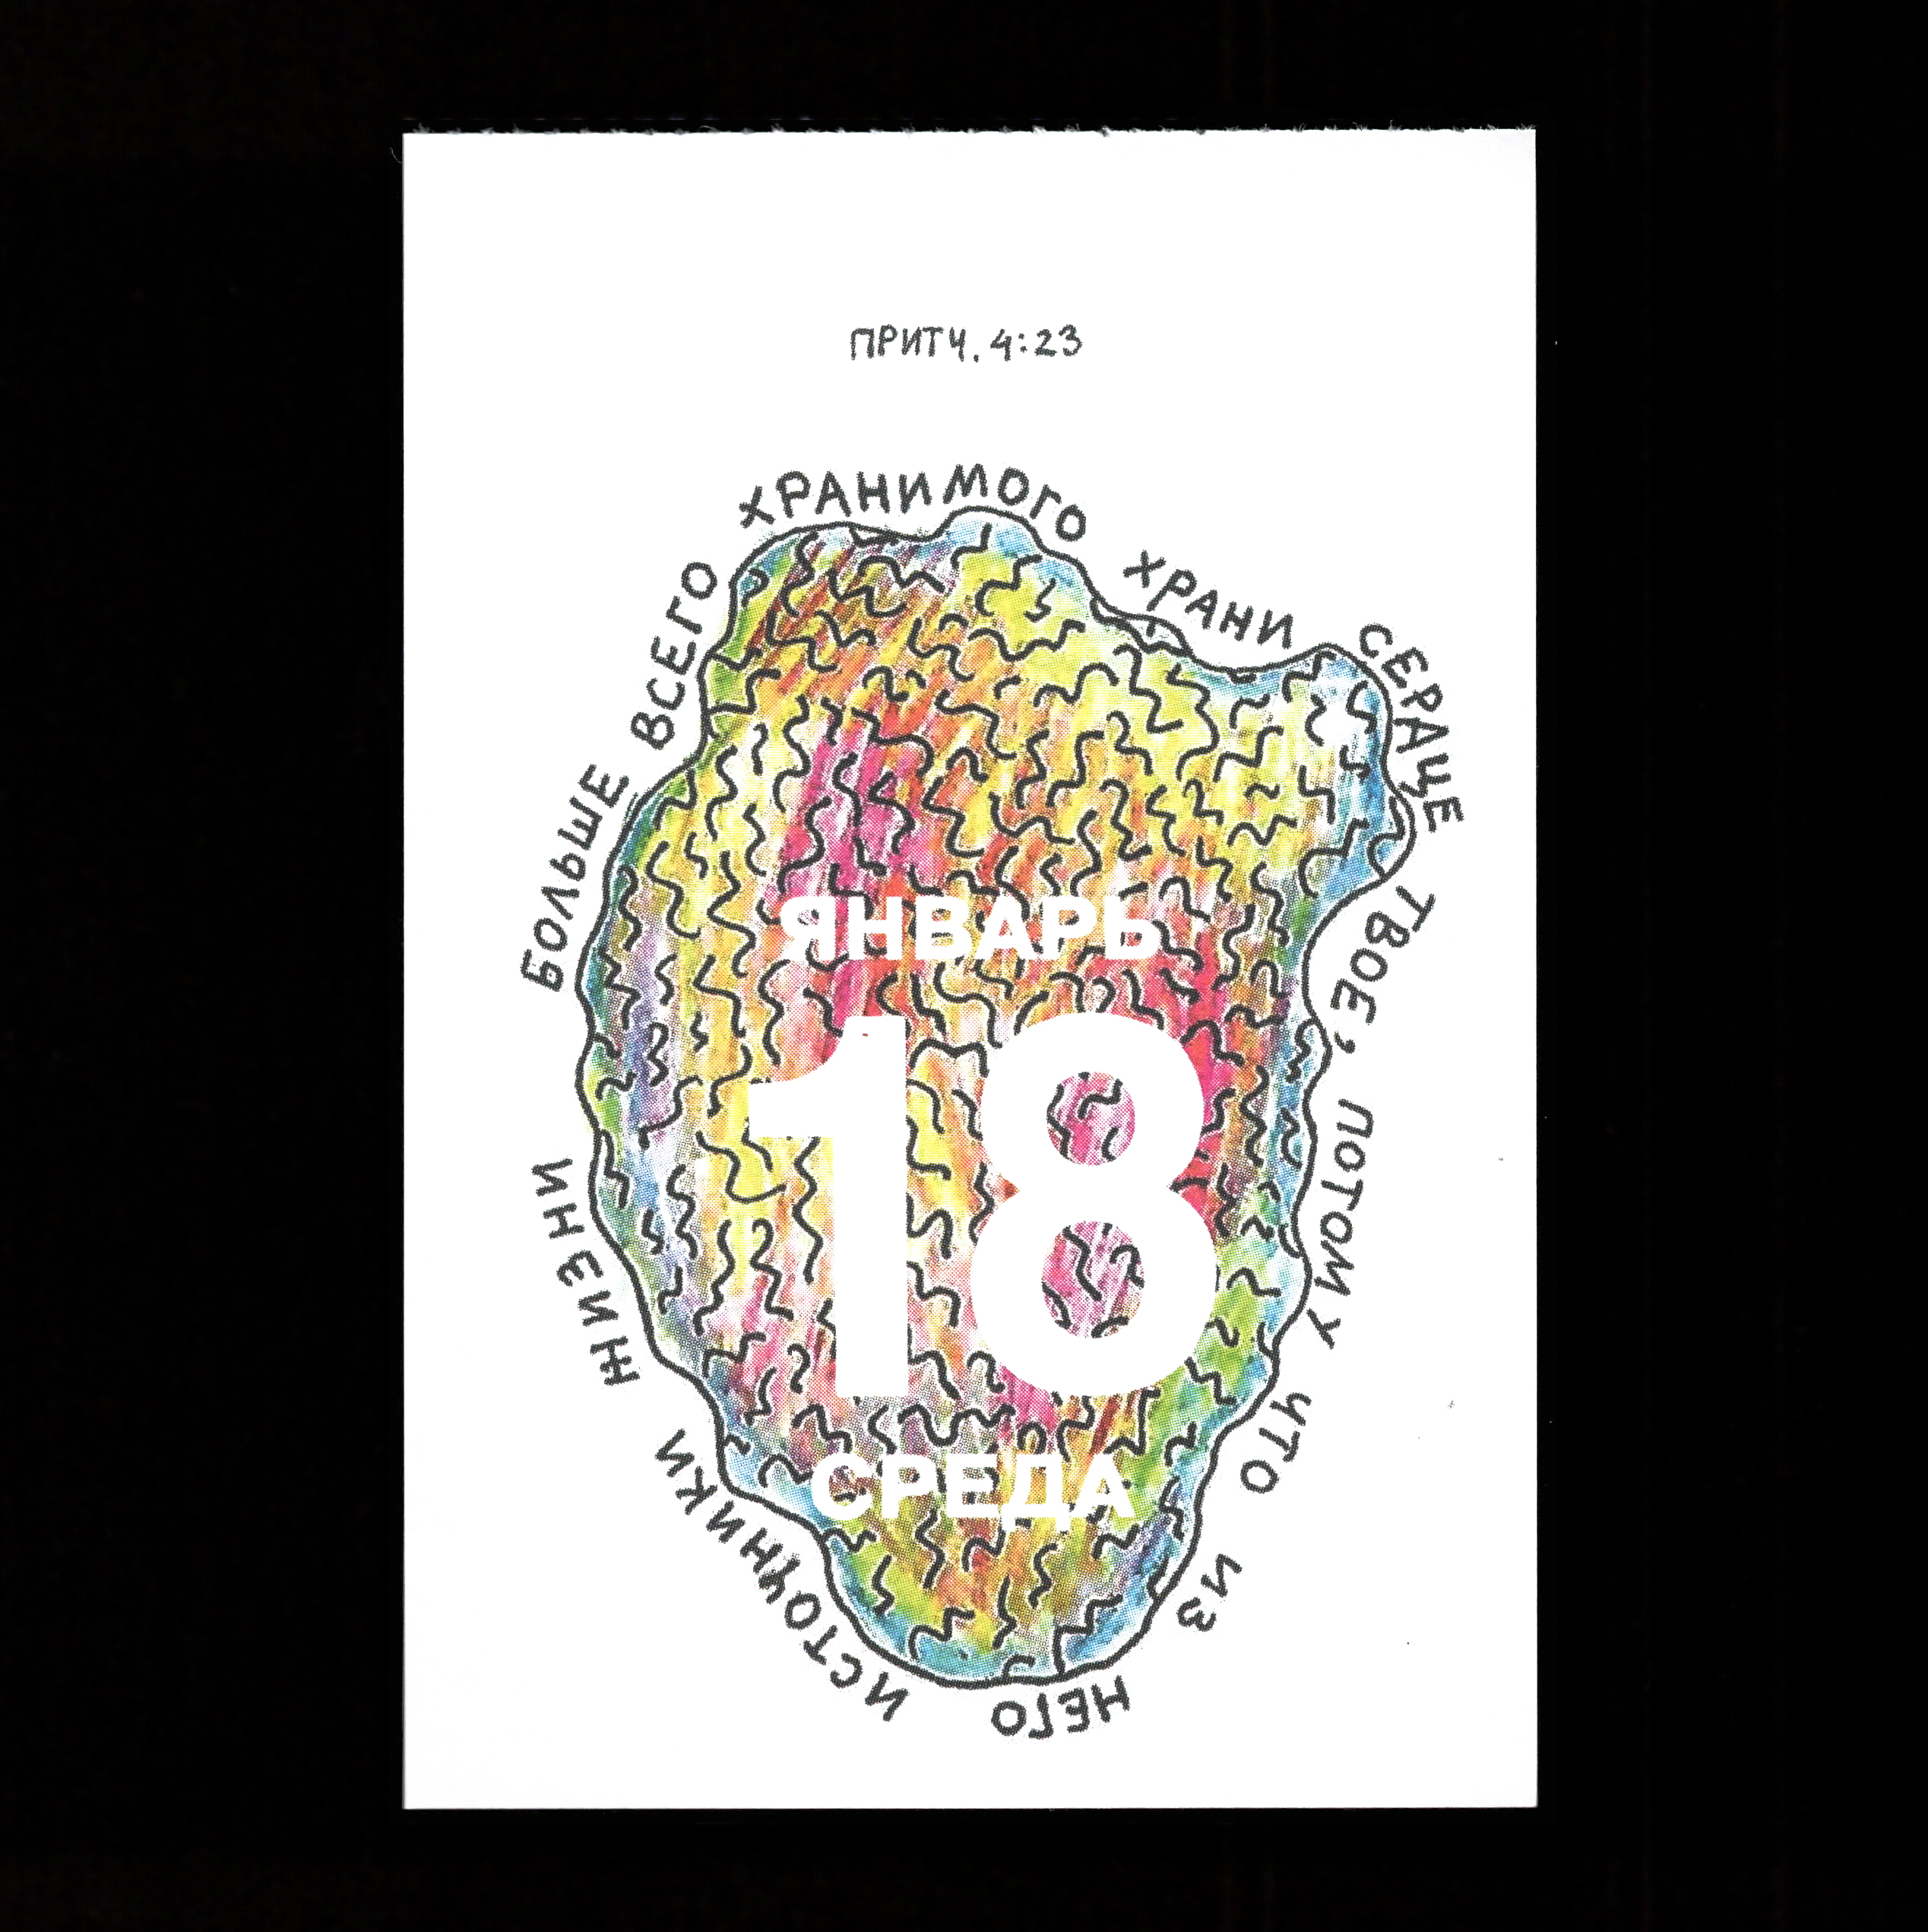 ПРИТЧ. 4:23
БОЛЬШЕ ВСЕГО ХРАНИМОГО ХРАНИ СЕРДЦЕ ТВОЕ, ПОТОМУ ЧТО ИЗ НЕГО ИСТОЧНИКИ ЖИЗНИ
ЯНВАРЬ
18
СРЕДА